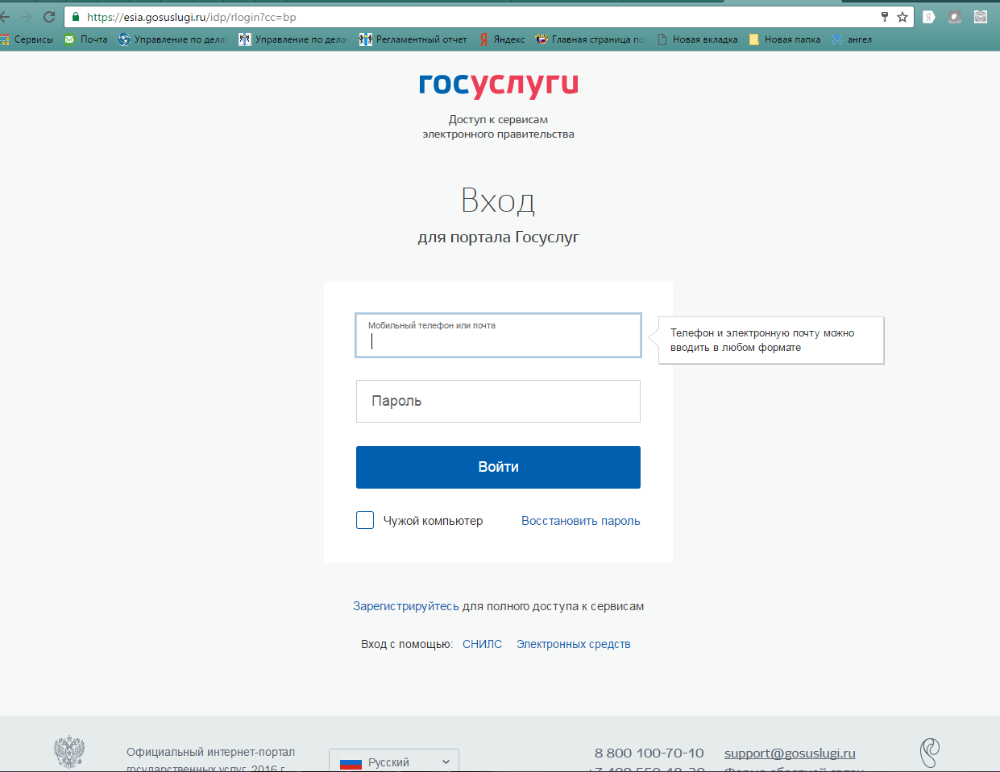 https://esia.gosuslugi.ru/idp/rlogin?cc=bp
Сервисы Почта Управление по дела Управление по дела Регламентный отчет Яндекс Главная страница по Новая вкладка Новая папка ангел
госуслуги
Доступ к сервисам
электронного правительства
Вход
для портала Госуслуг
Мобильный телефон или почта
Телефон и электронную почту можно
вводить в любом формате
Пароль
Войти
Чужой компьютер Восстановить пароль
Зарегистрируйтесь для полного доступа к сервисам
Вход с помощью: СНИЛС Электронных средств
Официальный интернет-портал
государственных услуг, 2016 г.
Русский
8 800 100-70-10 support@gosuslugi.ru
Форма обратной связи